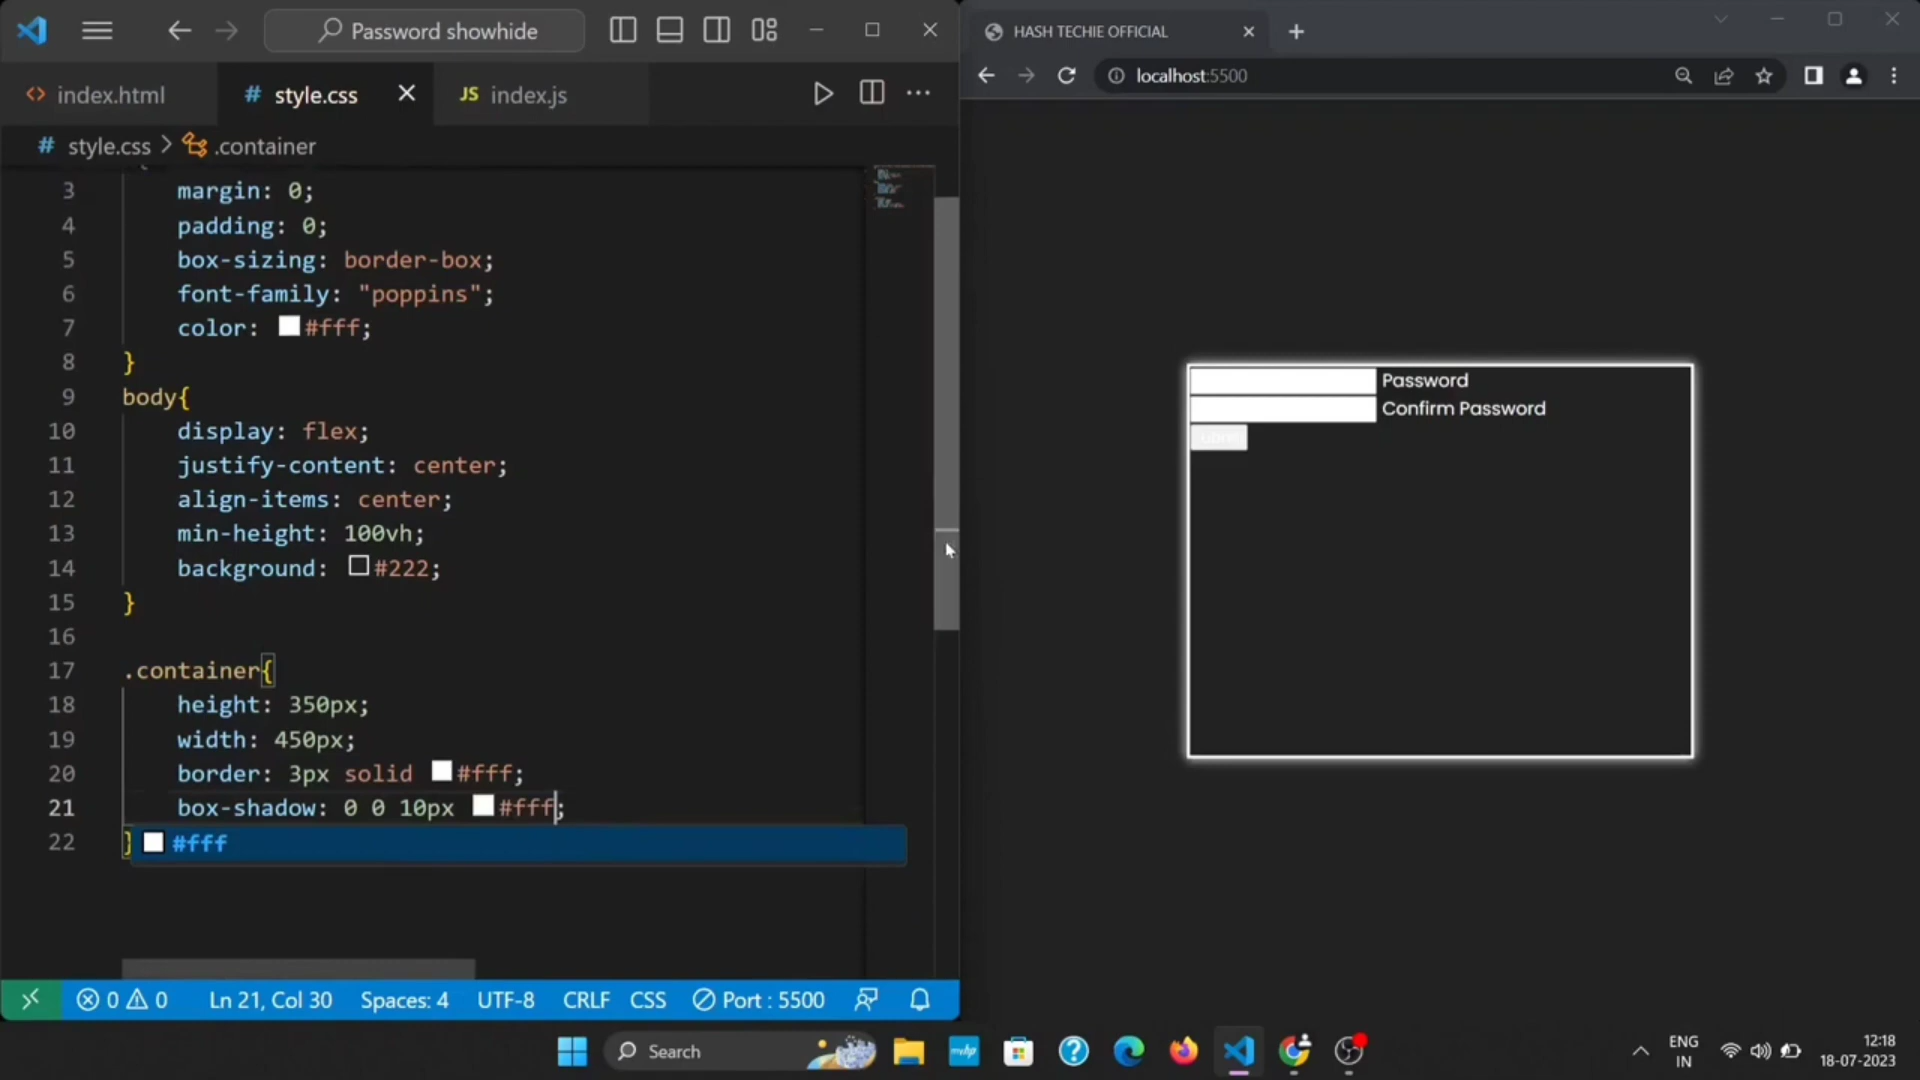 Password showhide
index.html
# style.css
JS index.js
# style.css > .container
3 margin: 0;
4 padding: 0;
5 box-sizing: border-box;
6 font-family: "poppins";
7 color: #fff;
8 }
9 body{
10 display: flex;
11 justify-content: center;
12 align-items: center;
13 min-height: 100vh;
14 background: #222;
15 }
16
17 .container{
18 height: 350px;
19 width: 450px;
20 border: 3px solid #fff;
21 box-shadow: 0 0 10px #fff;
22 }
#fff
0 0
Ln 21, Col 30
Spaces: 4
UTF-8
CRLF
CSS
Port : 5500
HASH TECHIE OFFICIAL
localhost:5500
Password
Confirm Password
Search
ENG
IN
12:18
18-07-2023